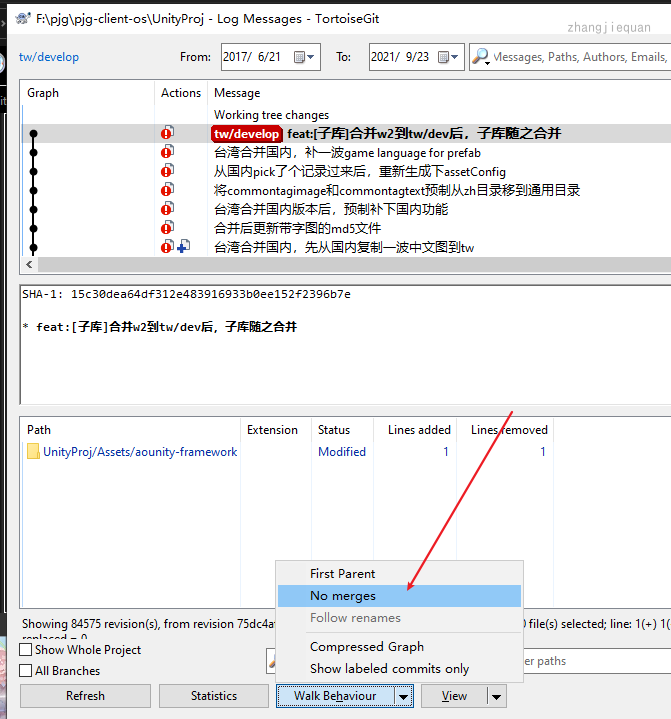 F:\pjg\pjg-client-os\UnityProj - Log Messages - TortoiseGit
zhangjiequan
tw/develop From: 2017/ 6/21 To: 2021/ 9/23 Messages, Paths, Authors, Emails,
Graph Actions Message
Working tree changes
tw/develop feat:[子库]合并w2到tw/dev后，子库随之合并
台湾合并国内，补一波game language for prefab
从国内pick了个记录过来后，重新生成下assetConfig
将commontagimage和commontagtext预制从zh目录移到通用目录
台湾合并国内版本后，预制补下国内功能
合并后更新带字图的md5文件
台湾合并国内，先从国内复制一波中文图到tw
SHA-1: 15c30dea64df312e483916933b0ee152f2396b7e
* feat:[子库]合并w2到tw/dev后，子库随之合并
Path Extension Status Lines added Lines removed
UnityProj/Assets/aounity-framework Modified 1 1
First Parent
No merges
Follow renames
Compressed Graph
Show labeled commits only
Showing 84575 revision(s), from revision 75dc4a file(s) selected; line: 1(+) 1(
replaced = 0
Show Whole Project
er paths
All Branches
Refresh Statistics Walk Behaviour View